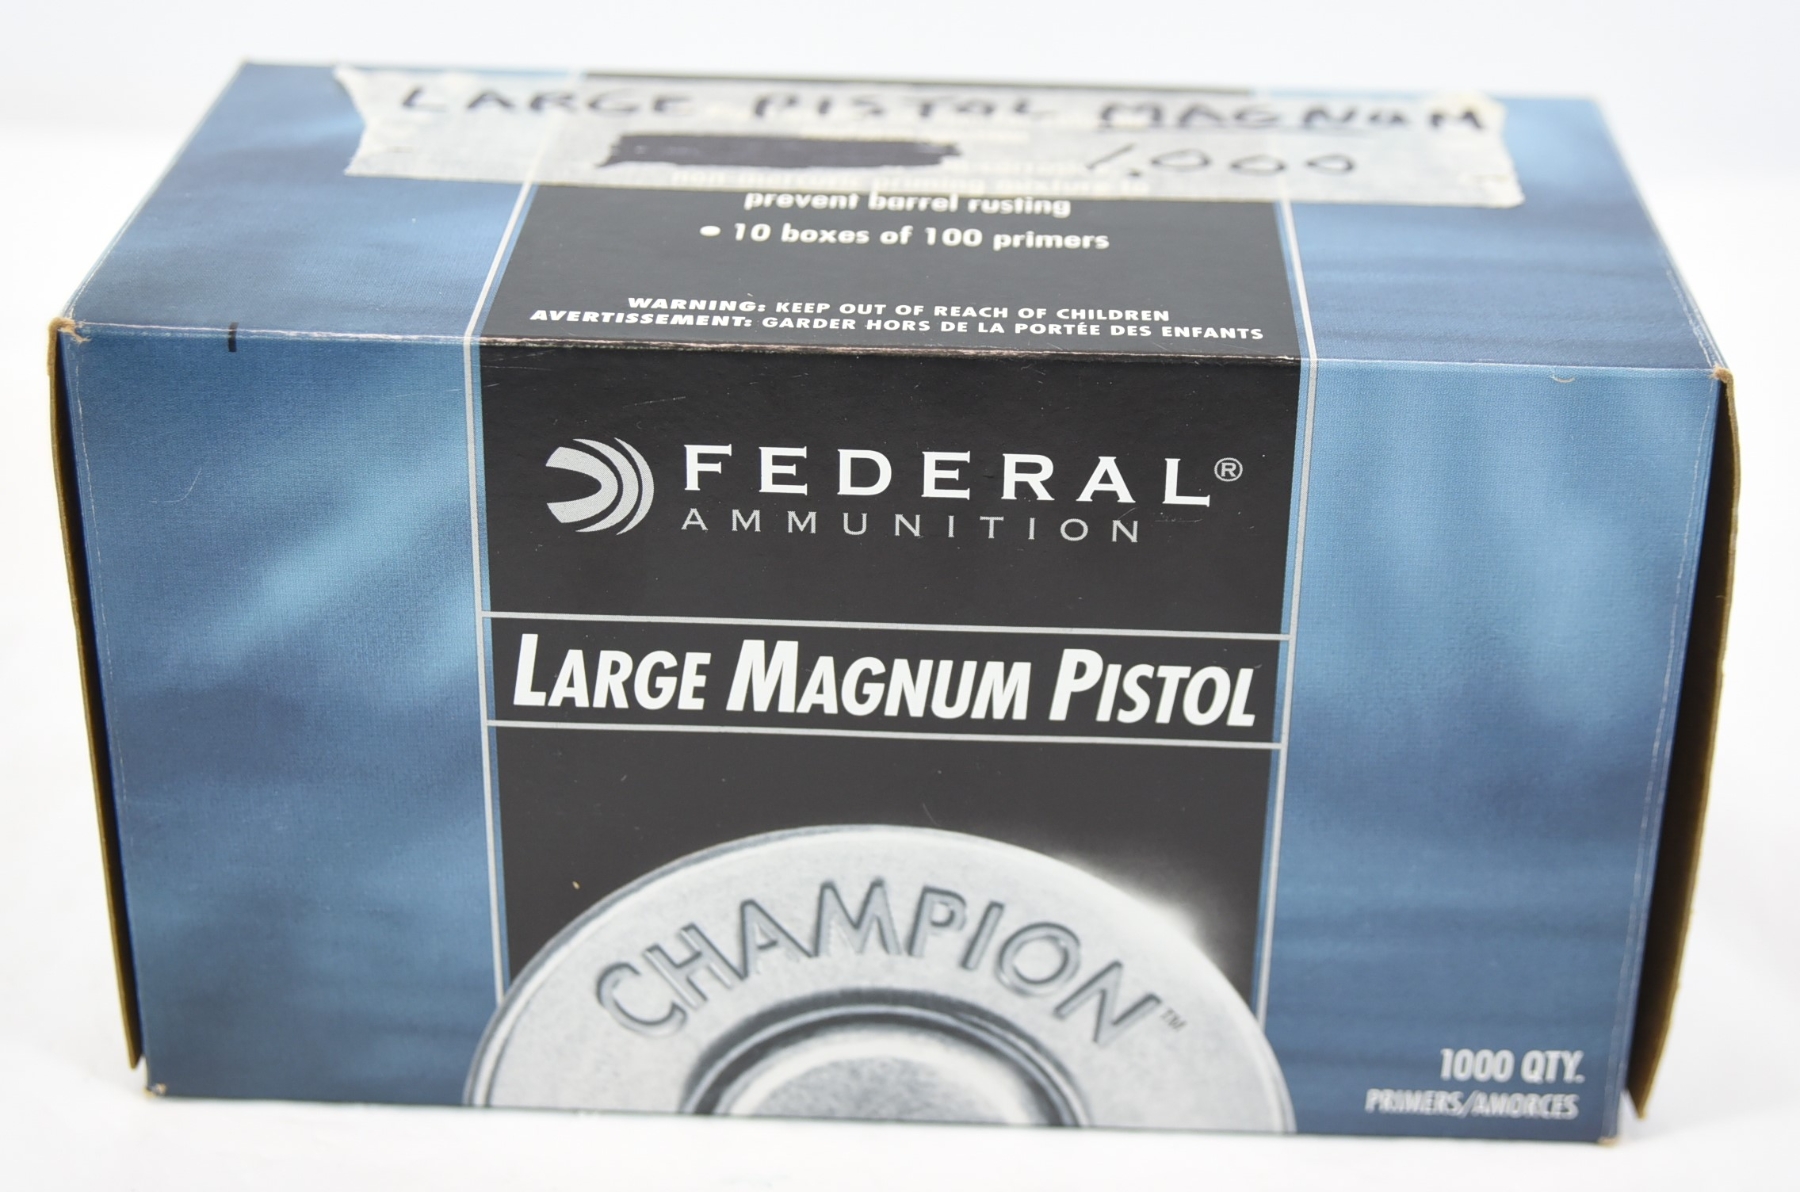 LARGE PISTOL MAGNUM
1,000
prevent barrel rusting
• 10 boxes of 100 primers
WARNING: KEEP OUT OF REACH OF CHILDREN
AVERTISSEMENT: GARDER HORS DE LA PORTÉE DES ENFANTS
FEDERAL®
AMMUNITION
LARGE MAGNUM PISTOL
CHAMPION™
1000 QTY.
PRIMERS/AMORCES